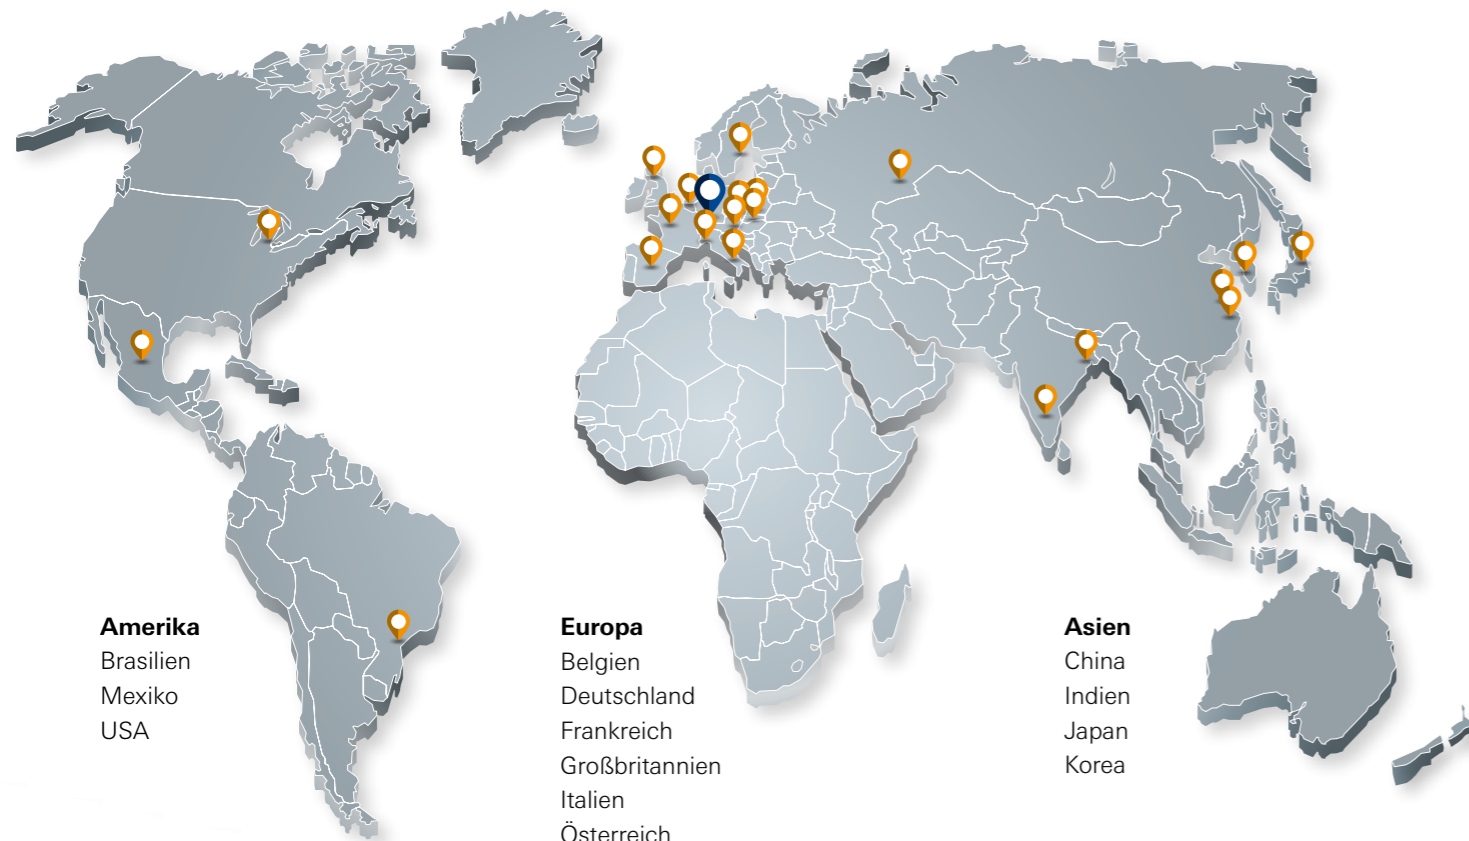 Amerika
Brasilien
Mexiko
USA
Europa
Belgien
Deutschland
Frankreich
Großbritannien
Italien
Österreich
Asien
China
Indien
Japan
Korea